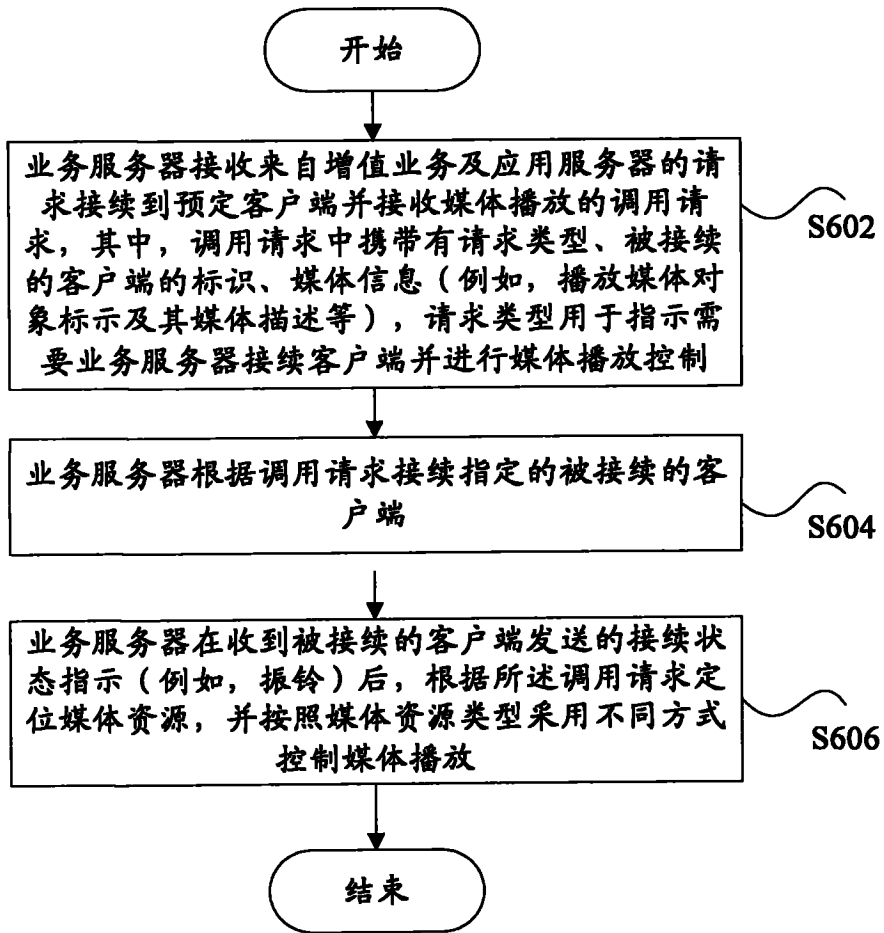 开始
业务服务器接收来自增值业务及应用服务器的请
求接续到预定客户端并接收媒体播放的调用请
求，其中，调用请求中携带有请求类型、被接续
的客户端的标识、媒体信息（例如，播放媒体对
象标示及其媒体描述等），请求类型用于指示需
要业务服务器接续客户端并进行媒体播放控制
S602
业务服务器根据调用请求接续指定的被接续的客
户端
S604
业务服务器在收到被接续的客户端发送的接续状
态指示（例如，振铃）后，根据所述调用请求定
位媒体资源，并按照媒体资源类型采用不同方式
控制媒体播放
S606
结束